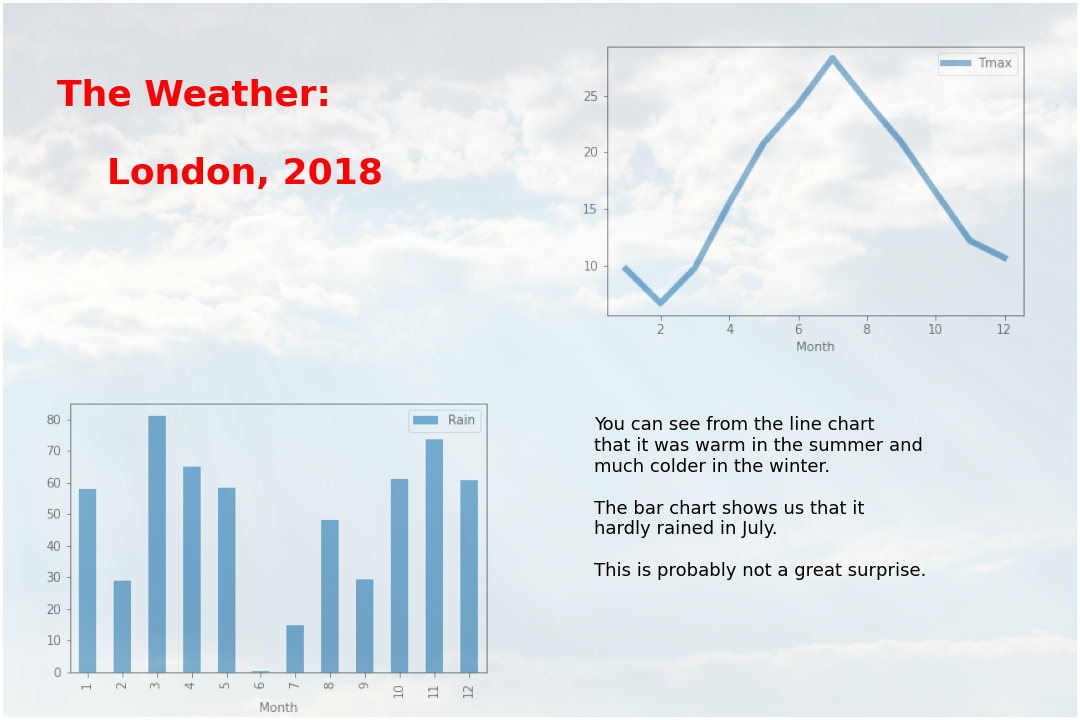 The Weather:
London, 2018
Tmax
25
20
15
10
2 4 6 8 10 12
Month
Rain
80
70
60
50
40
30
20
10
0
1 2 3 4 5 6 7 8 9 10 11 12
Month
You can see from the line chart
that it was warm in the summer and
much colder in the winter.
The bar chart shows us that it
hardly rained in July.
This is probably not a great surprise.